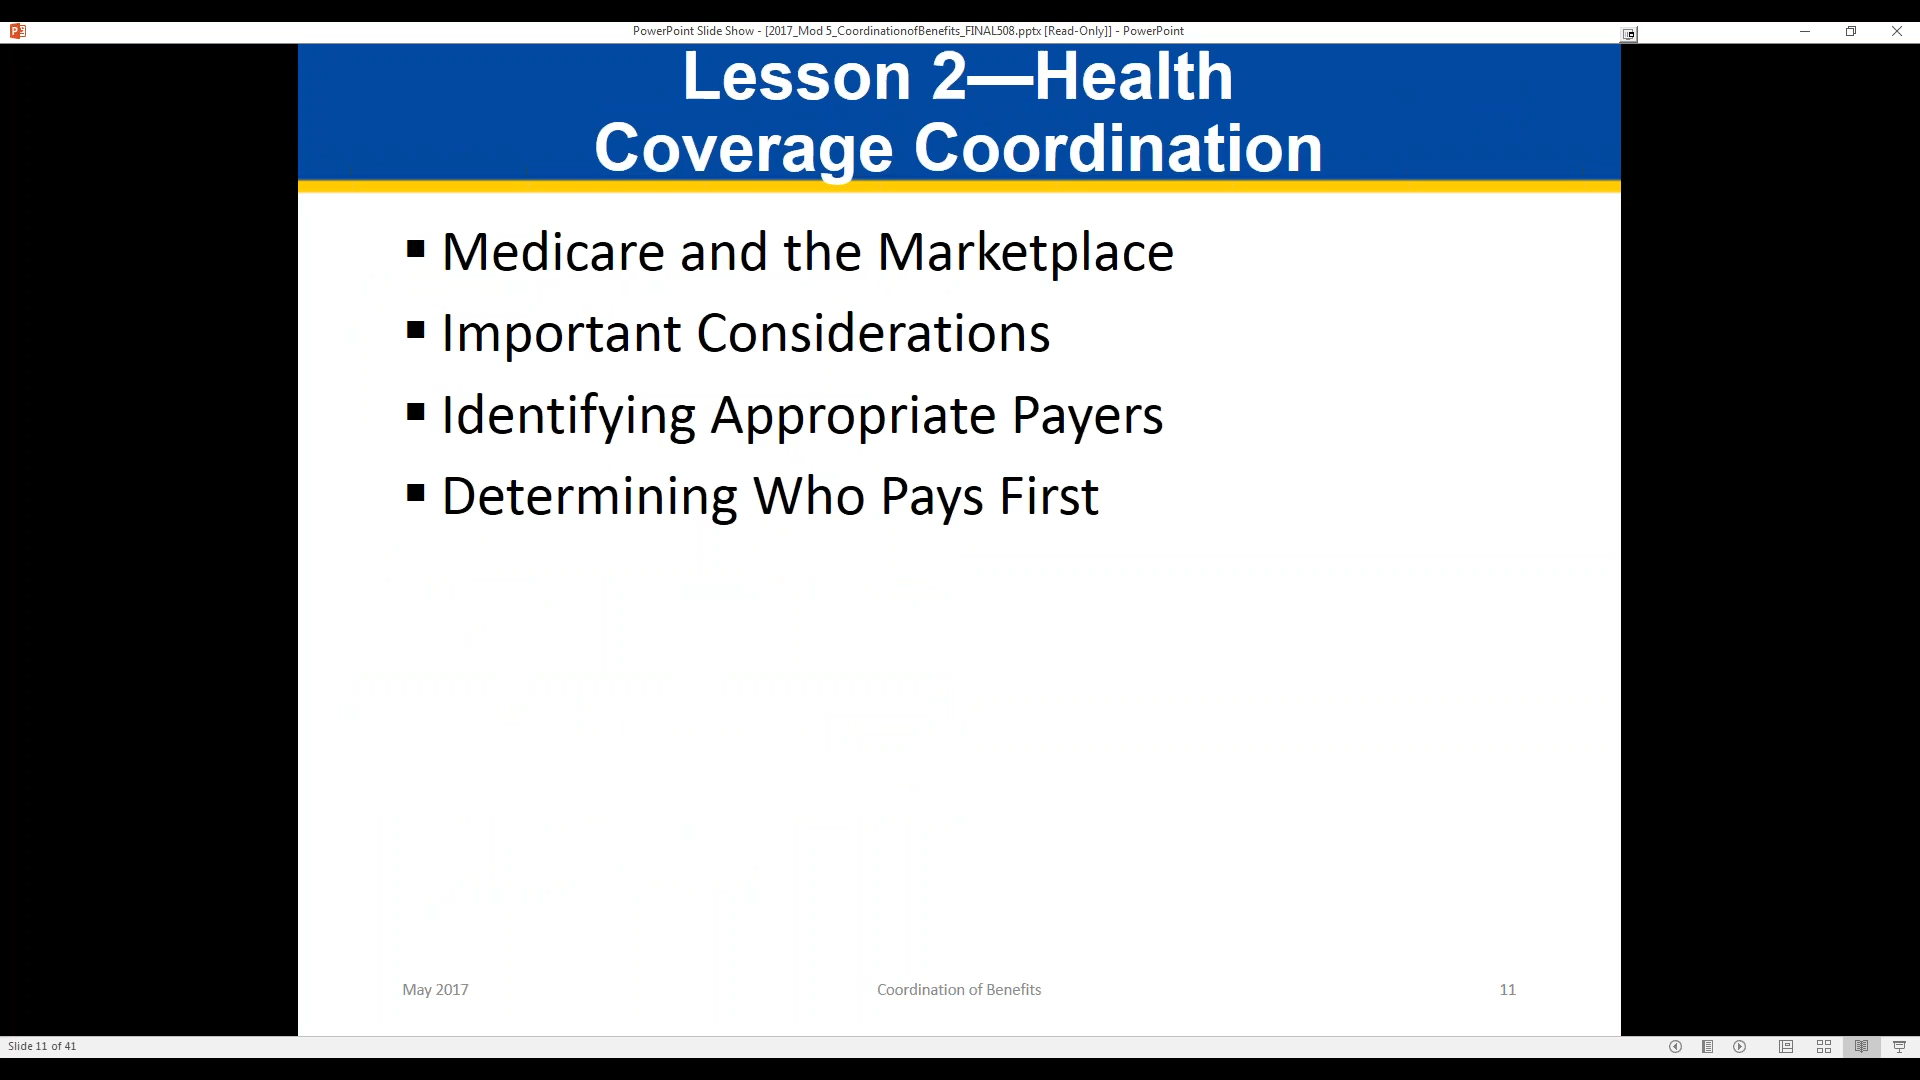 PowerPoint Slide Show - [2017_Mod 5_CoordinationofBenefits_FINAL508.pptx [Read-Only]] - PowerPoint
Lesson 2—Health
Coverage Coordination
▪ Medicare and the Marketplace
▪ Important Considerations
▪ Identifying Appropriate Payers
▪ Determining Who Pays First
May 2017
Coordination of Benefits
11
Slide 11 of 41